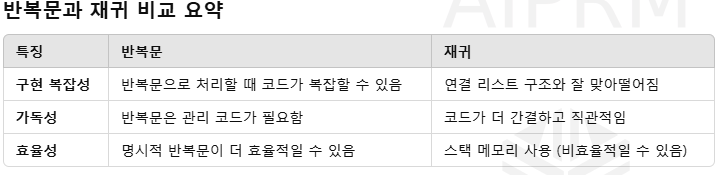 반복문과 재귀 비교 요약
AIPRM
특징 반복문 재귀
구현 복잡성 반복문으로 처리할 때 코드가 복잡할 수 있음 연결 리스트 구조와 잘 맞아떨어짐
가독성 반복문은 관리 코드가 필요함 코드가 더 간결하고 직관적임
효율성 명시적 반복문이 더 효율적일 수 있음 스택 메모리 사용 (비효율적일 수 있음)